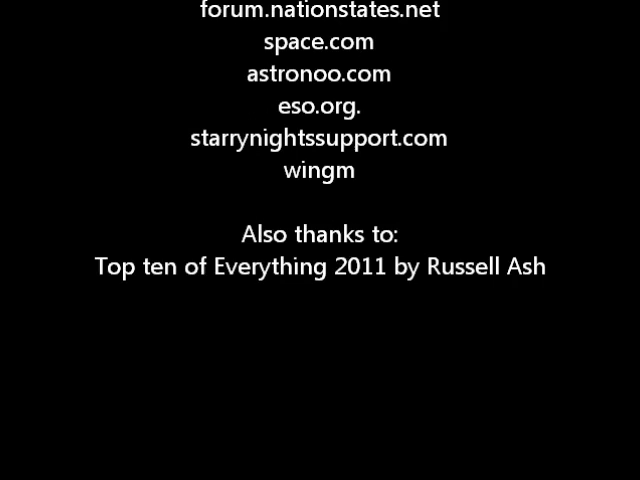 forum.nationstates.net
space.com
astronoo.com
eso.org.
starrynightssupport.com
wingm
Also thanks to:
Top ten of Everything 2011 by Russell Ash